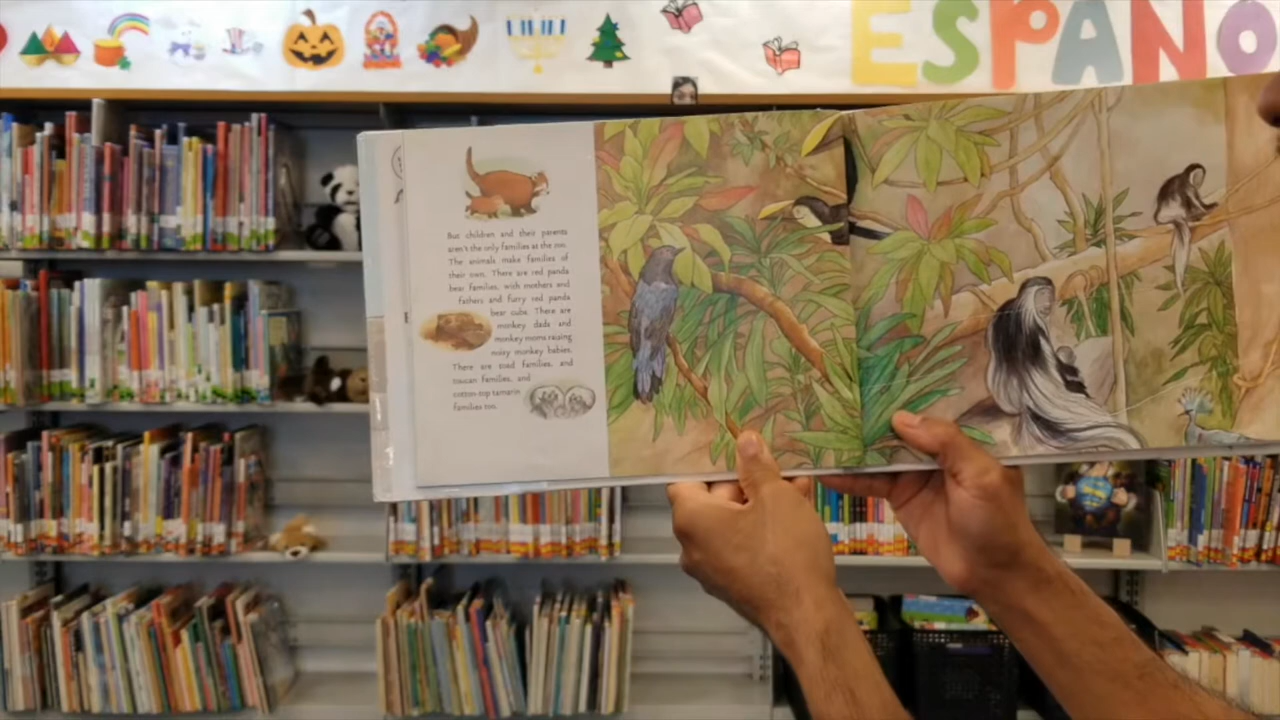 ESPAÑO
But children and their parents
aren't the only families at the zoo.
The animals make families of
their own. There are red panda
bear families, with mothers and
fathers and furry red panda
bear cubs. There are
monkey dads and
monkey moms raising
noisy monkey babies.
There are toad families, and
toucan families, and
cotton-top tamarin
families too.